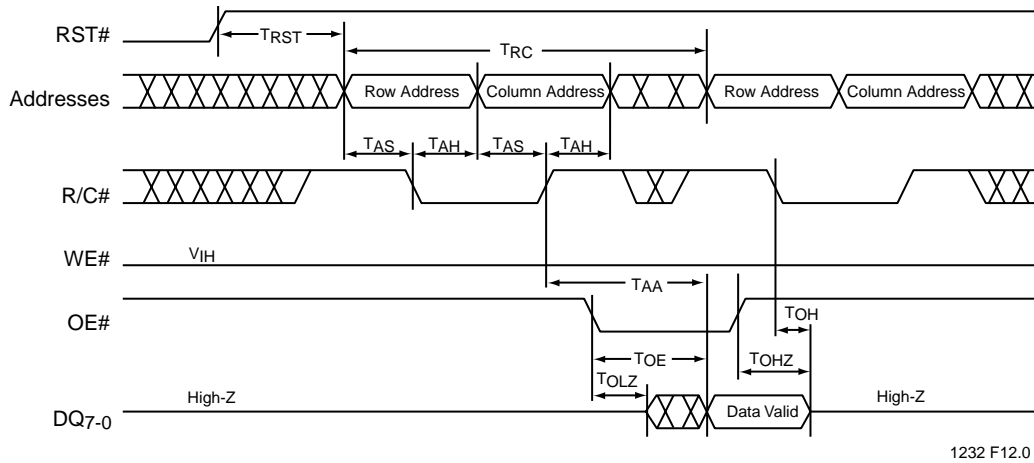 RST#
TRST
TRC
Addresses
Row Address
Column Address
Row Address
Column Address
TAS
TAH
TAS
TAH
R/C#
WE#
VIH
TAA
OE#
TOH
TOE
TOHZ
TOLZ
High-Z
Data Valid
High-Z
DQ7-0
1232 F12.0